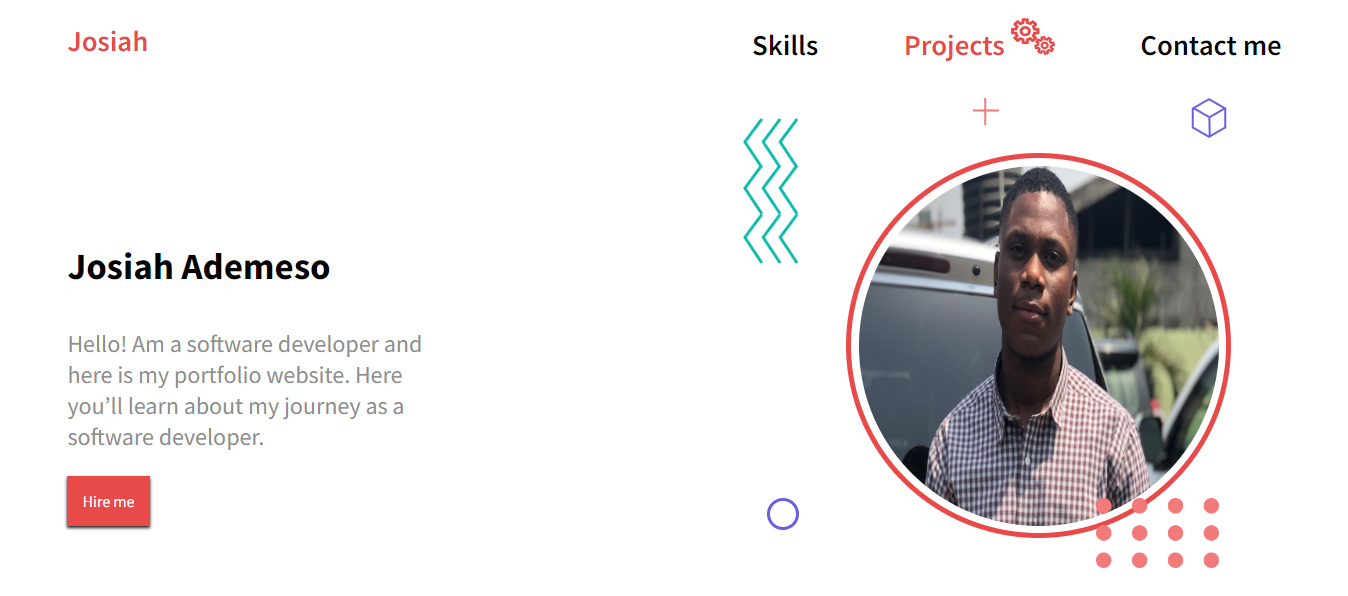 Josiah
Skills
Projects
Contact me
Josiah Ademeso
Hello! Am a software developer and
here is my portfolio website. Here
you’ll learn about my journey as a
software developer.
Hire me